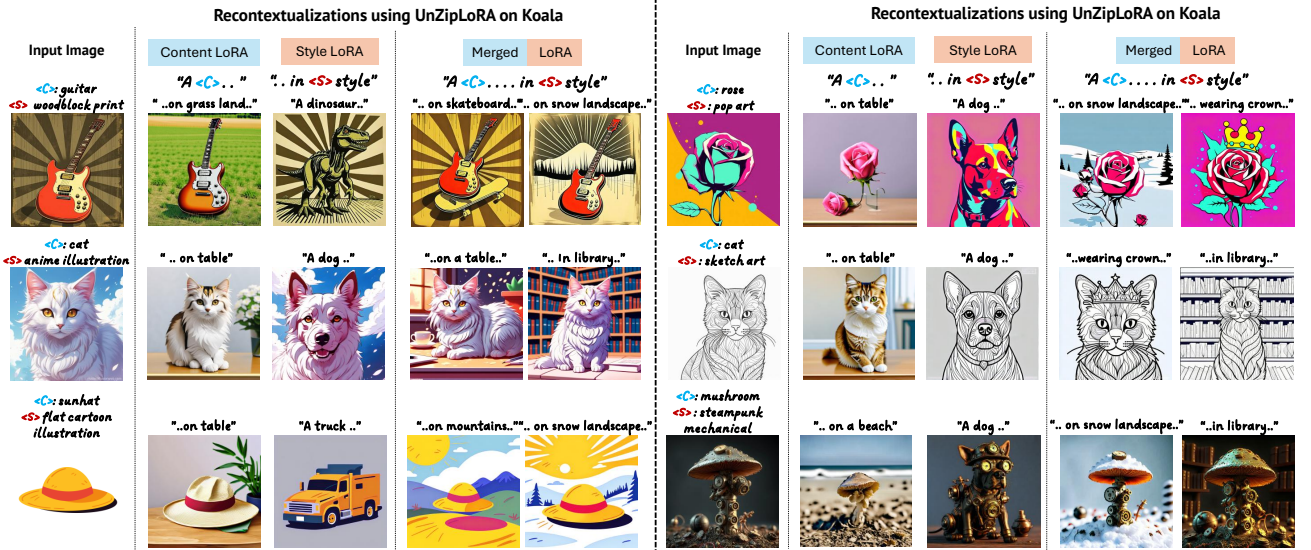 Recontextualizations using UnZipLoRA on Koala
Input Image
Content LoRA
Style LoRA
Merged LoRA
"A <C> . ."
". . in <S> style"
"A <C> . . . . in <S> style"
<C>: guitar
<S> woodblock print
" ..on grass land.."
"A dinosaur.."
".. on skateboard.."
".. on snow landscape.."
<C>: cat
<S> anime illustration
" .. on table"
"A dog .."
"..on a table.."
".. In library.."
<C>: sunhat
<S> flat cartoon
illustration
"..on table"
"A truck .."
"..on mountains.."
".. on snow landscape.."
Recontextualizations using UnZipLoRA on Koala
Input Image
Content LoRA
Style LoRA
Merged LoRA
"A <C> . ."
". . in <S> style"
"A <C> . . . . in <S> style"
<C>: rose
<S> : pop art
".. on table"
"A dog .."
".. on snow landscape.."
".. wearing crown.."
<C>: cat
<S>: sketch art
".. on table"
"A dog .."
"..wearing crown.."
"..in library.."
<C>: mushroom
<S> : steampunk
mechanical
".. on a beach"
"A dog .."
".. on snow landscape.."
"..in library.."